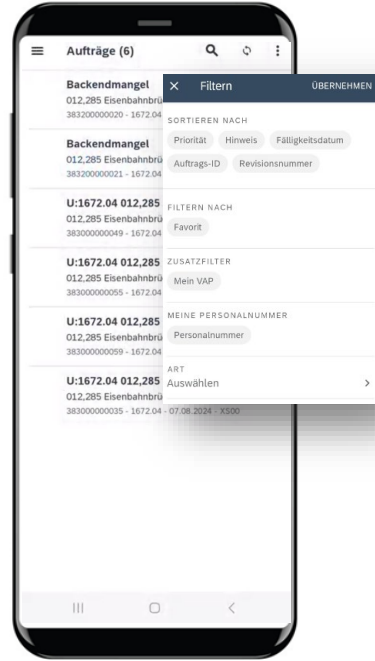 Aufträge (6)
Backendmangel
012,285 Eisenbahnbrü
383200000020 - 1672.04
Backendmangel
012,285 Eisenbahnbrü
383200000021 - 1672.04
U:1672.04 012,285
012,285 Eisenbahnbrü
383000000049 - 1672.04
U:1672.04 012,285
012,285 Eisenbahnbrü
383000000055 - 1672.04
U:1672.04 012,285
012,285 Eisenbahnbrü
383000000059 - 1672.04
U:1672.04 012,285
012,285 Eisenbahnbrü
383000000035 - 1672.04 - 07.08.2024 - XS00
Filtern ÜBERNEHMEN
SORTIEREN NACH
Priorität Hinweis Fälligkeitsdatum
Auftrags-ID Revisionsnummer
FILTERN NACH
Favorit
ZUSATZFILTER
Mein VAP
MEINE PERSONALNUMMER
Personalnummer
ART
Auswählen